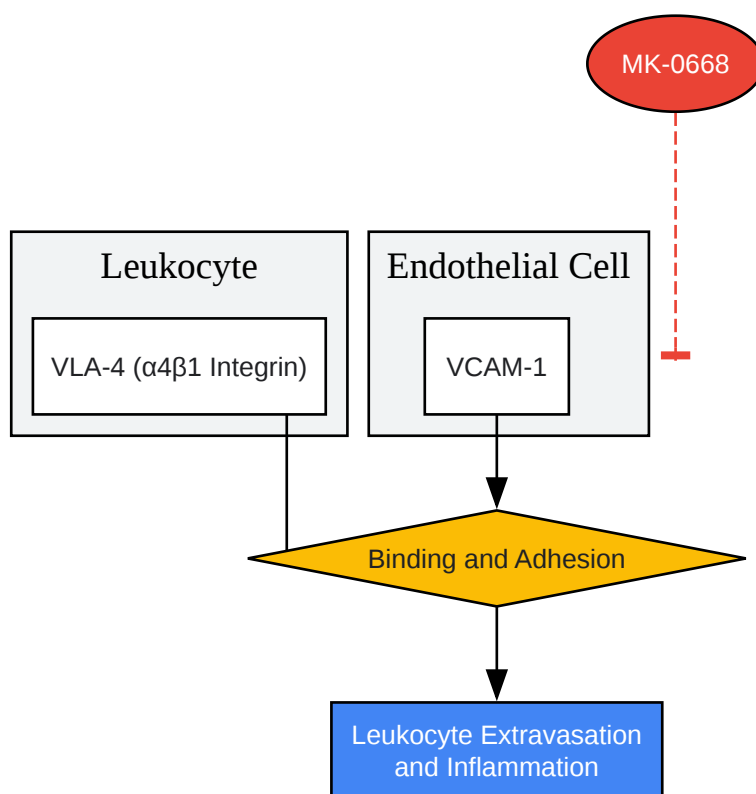 MK-0668
Leukocyte
Endothelial Cell
VLA-4 (α4β1 Integrin)
VCAM-1
Binding and Adhesion
Leukocyte Extravasation
and Inflammation